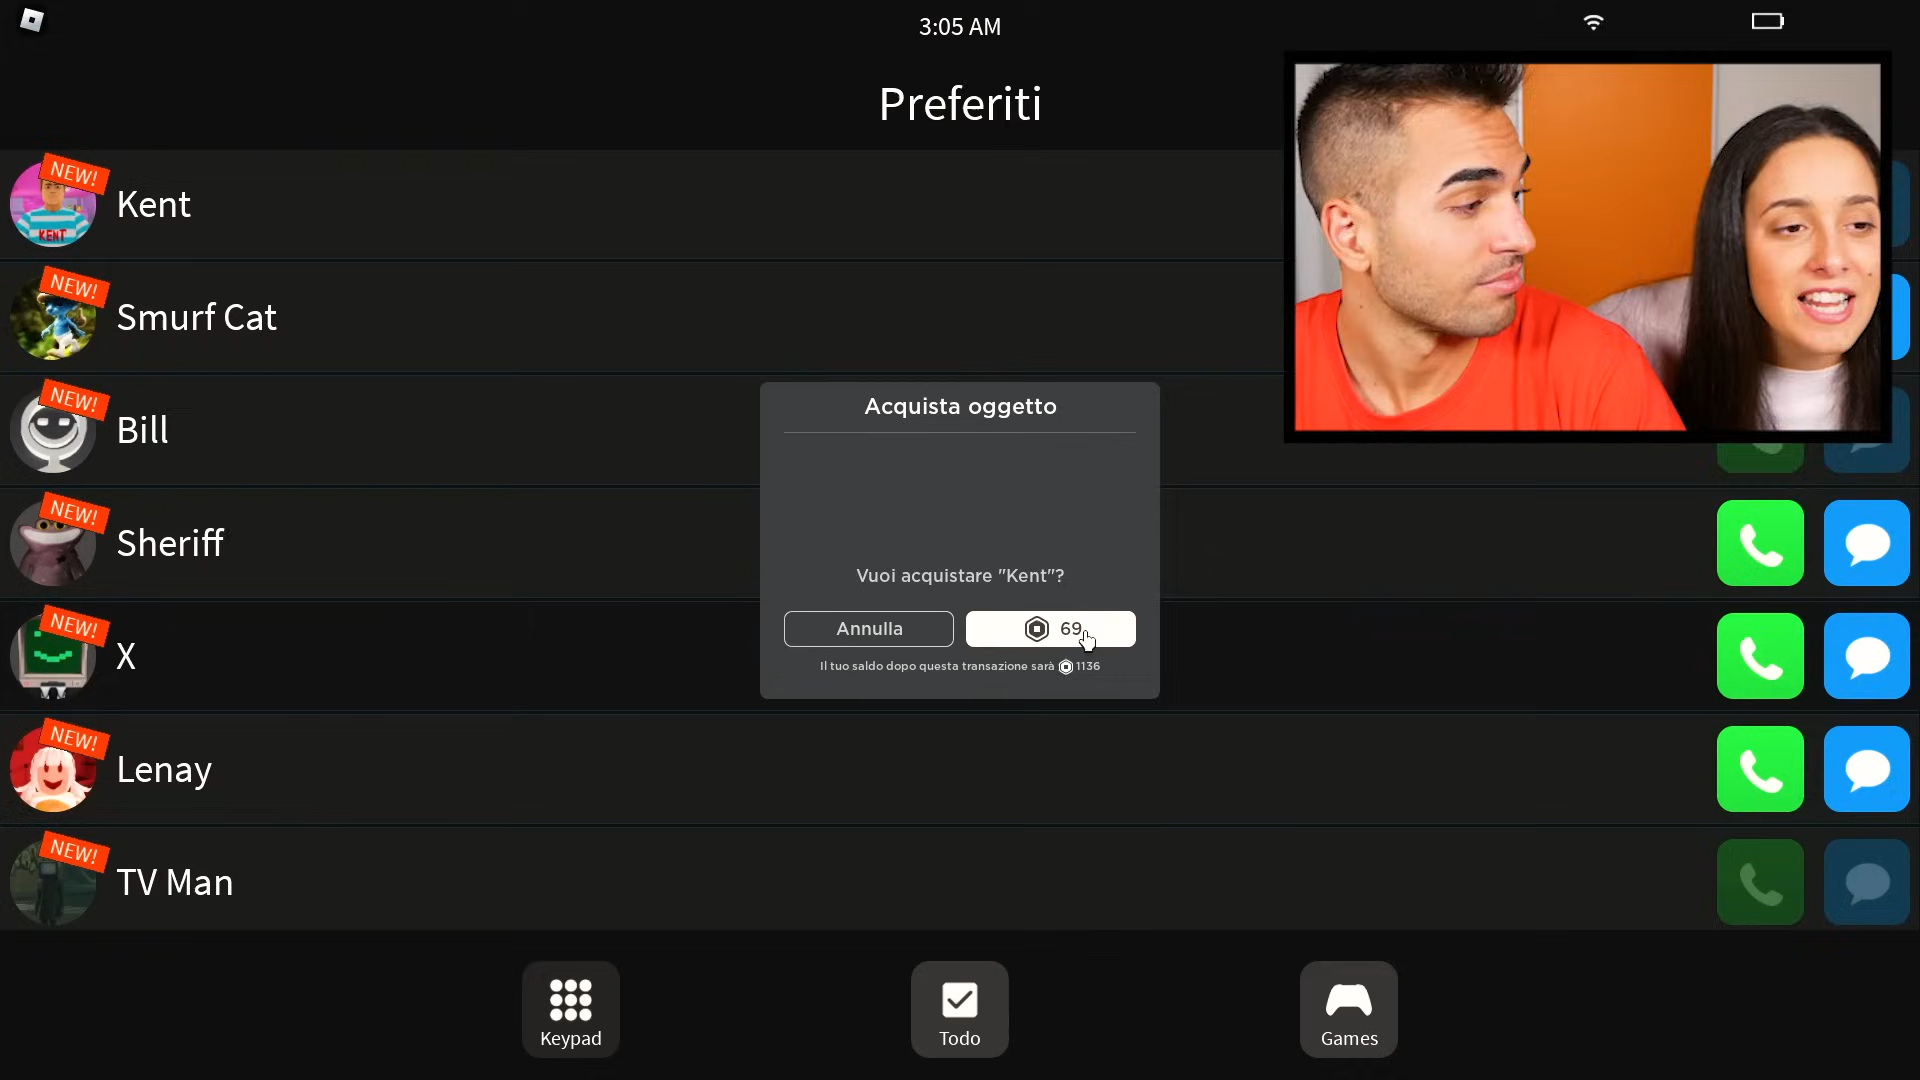 3:05 AM
Preferiti
NEW!
Kent
KENT
NEW!
Smurf Cat
NEW!
Bill
NEW!
Sheriff
NEW!
X
NEW!
Lenay
NEW!
TV Man
Acquista oggetto
Vuoi acquistare "Kent"?
Annulla
69
Il tuo saldo dopo questa transazione sarà 1136
Keypad
Todo
Games